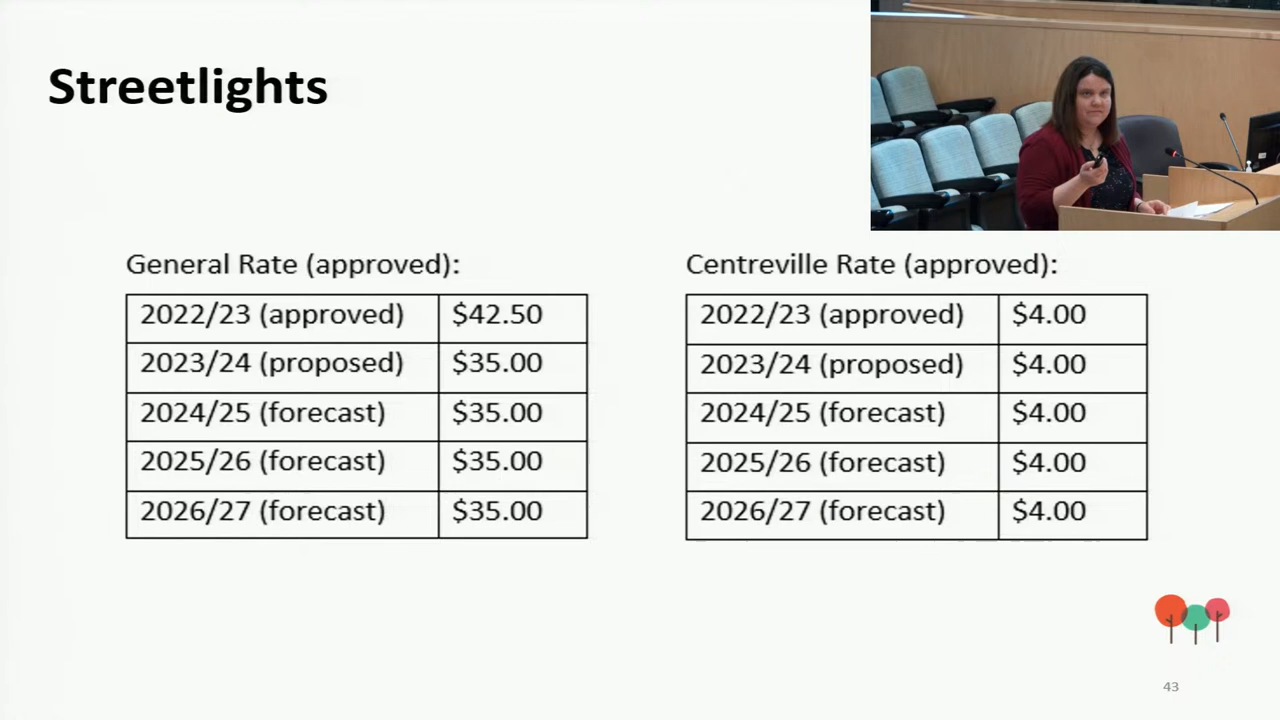 Streetlights
General Rate (approved):
2022/23 (approved) $42.50
2023/24 (proposed) $35.00
2024/25 (forecast) $35.00
2025/26 (forecast) $35.00
2026/27 (forecast) $35.00
Centreville Rate (approved):
2022/23 (approved) $4.00
2023/24 (proposed) $4.00
2024/25 (forecast) $4.00
2025/26 (forecast) $4.00
2026/27 (forecast) $4.00
43